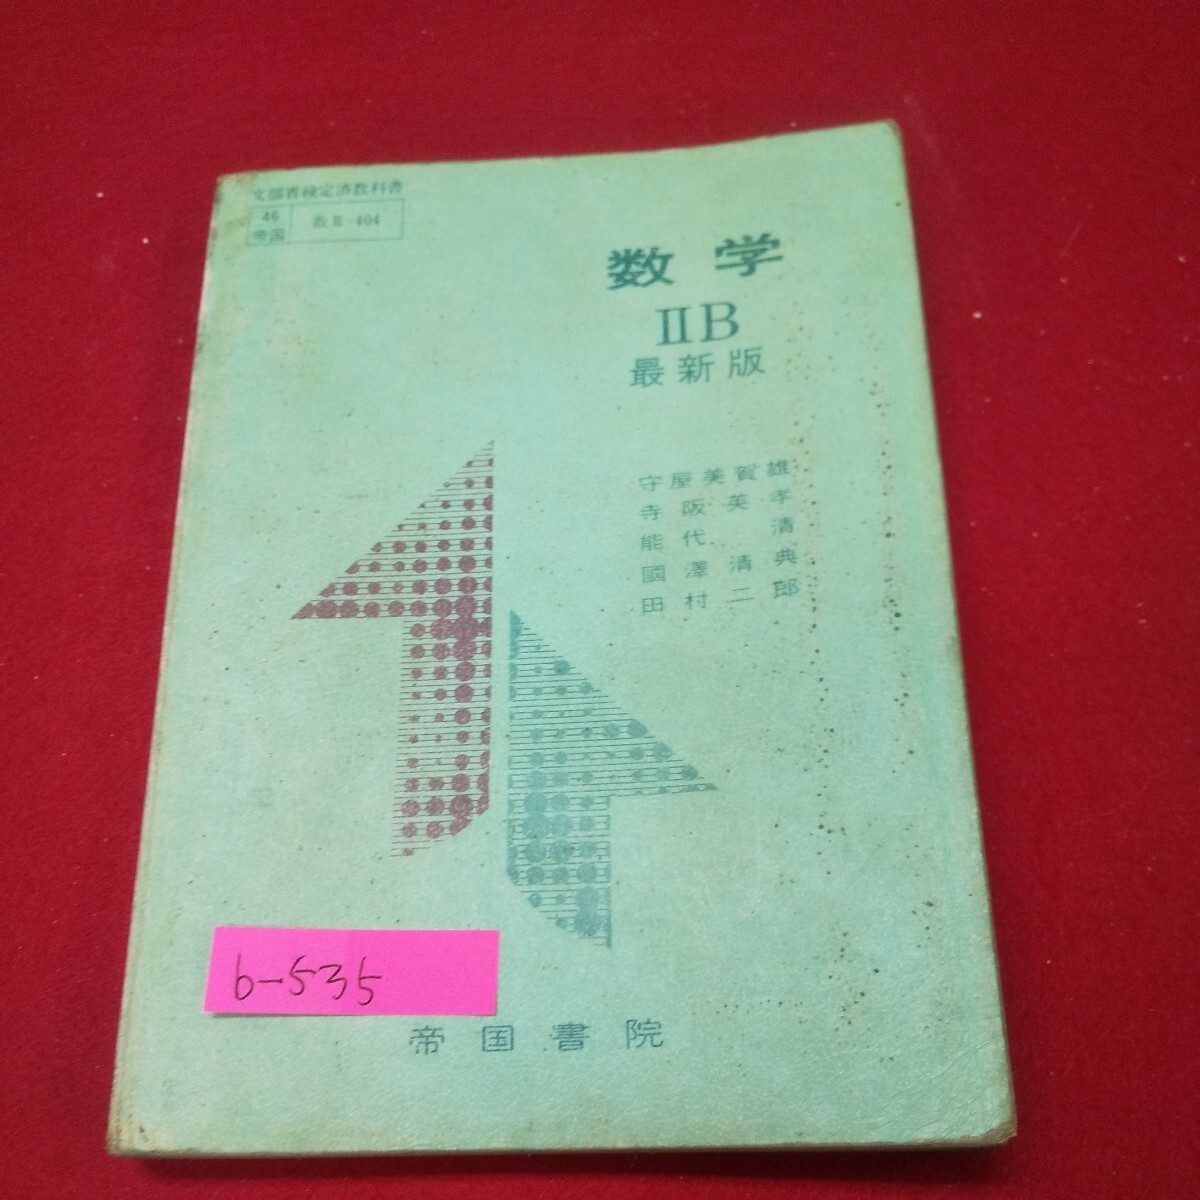 文部省検定済教科書
46
帝国
数Ⅱ-404
数学
ⅡB
最新版
守屋美賀雄
寺阪英孝
能代清
國澤清典
田村二郎
b-535
帝国書院